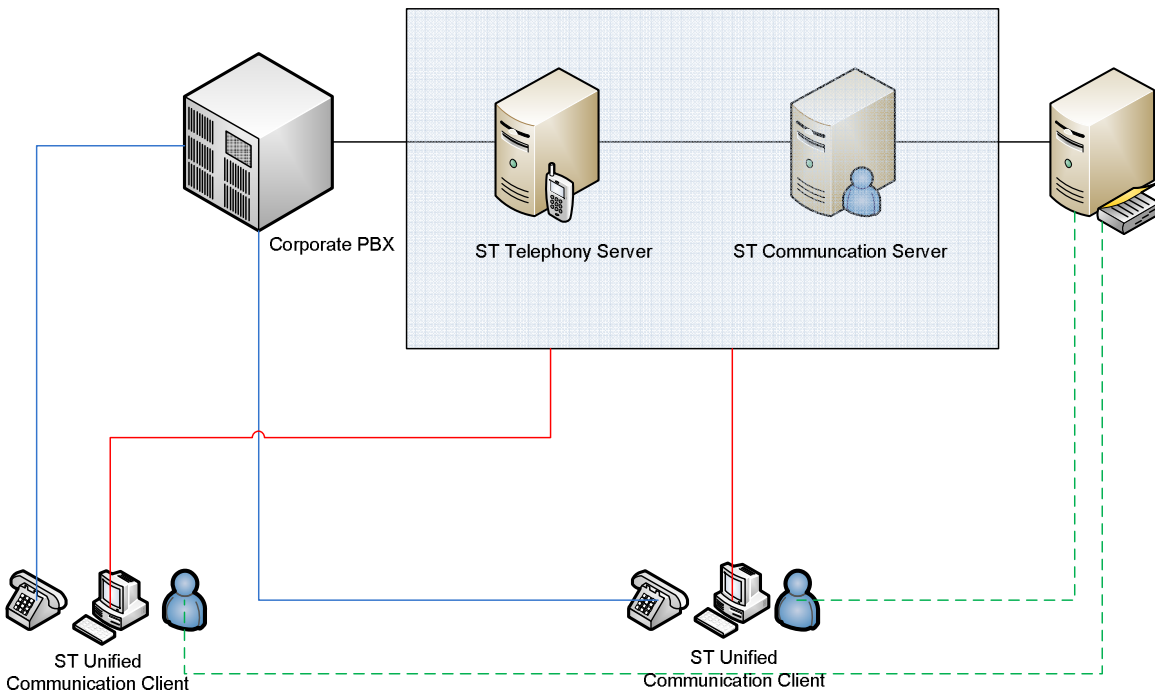 Corporate PBX
ST Telephony Server
ST Communcation Server
ST Unified
Communication Client
ST Unified
Communication Client